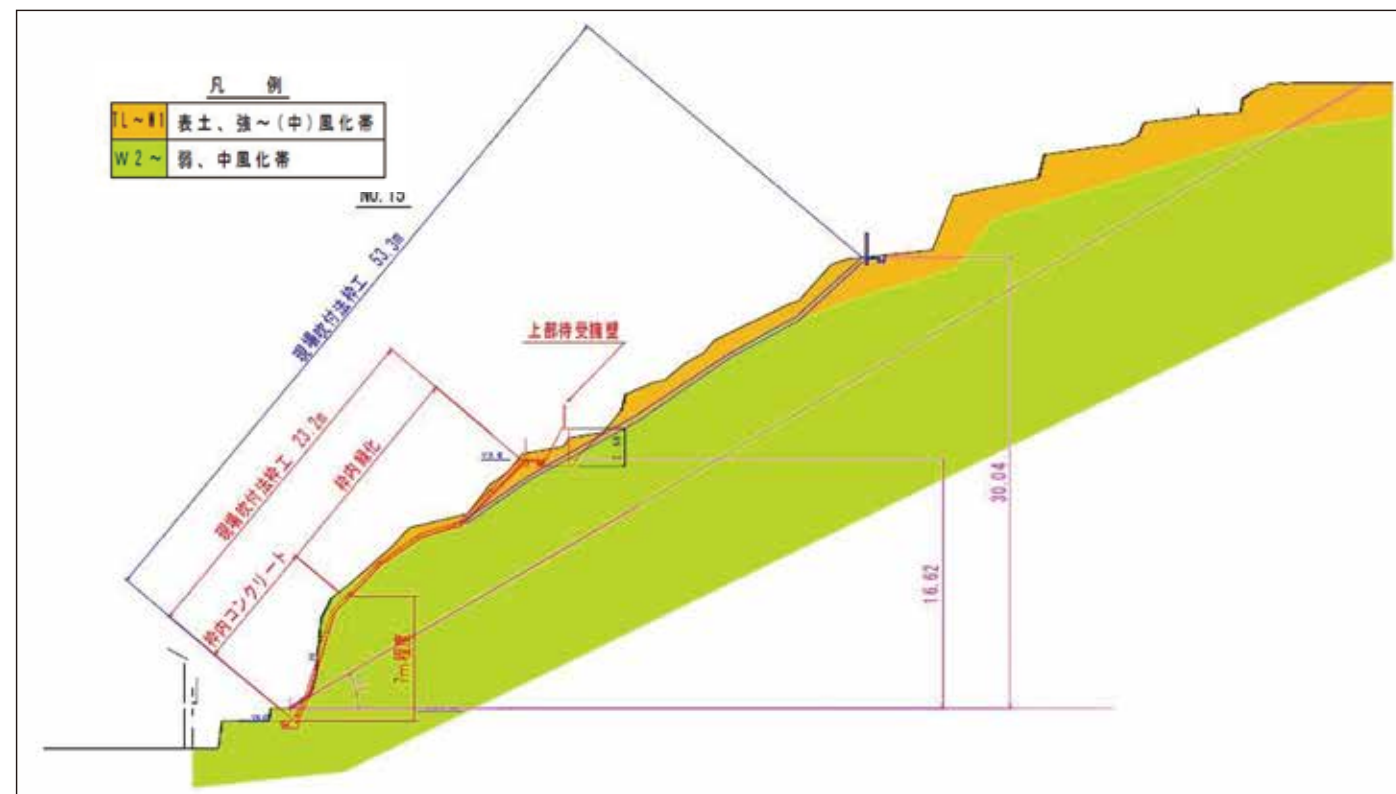 凡 例
TL~W1 表土、強~(中)風化帯
W2~ 弱、中風化帯
NO.15
現場吹付法枠工 53.3m
上部待受擁壁
現場吹付法枠工 23.2m
枠内緑化
枠内コンクリート
7m程度
16.62
30.04